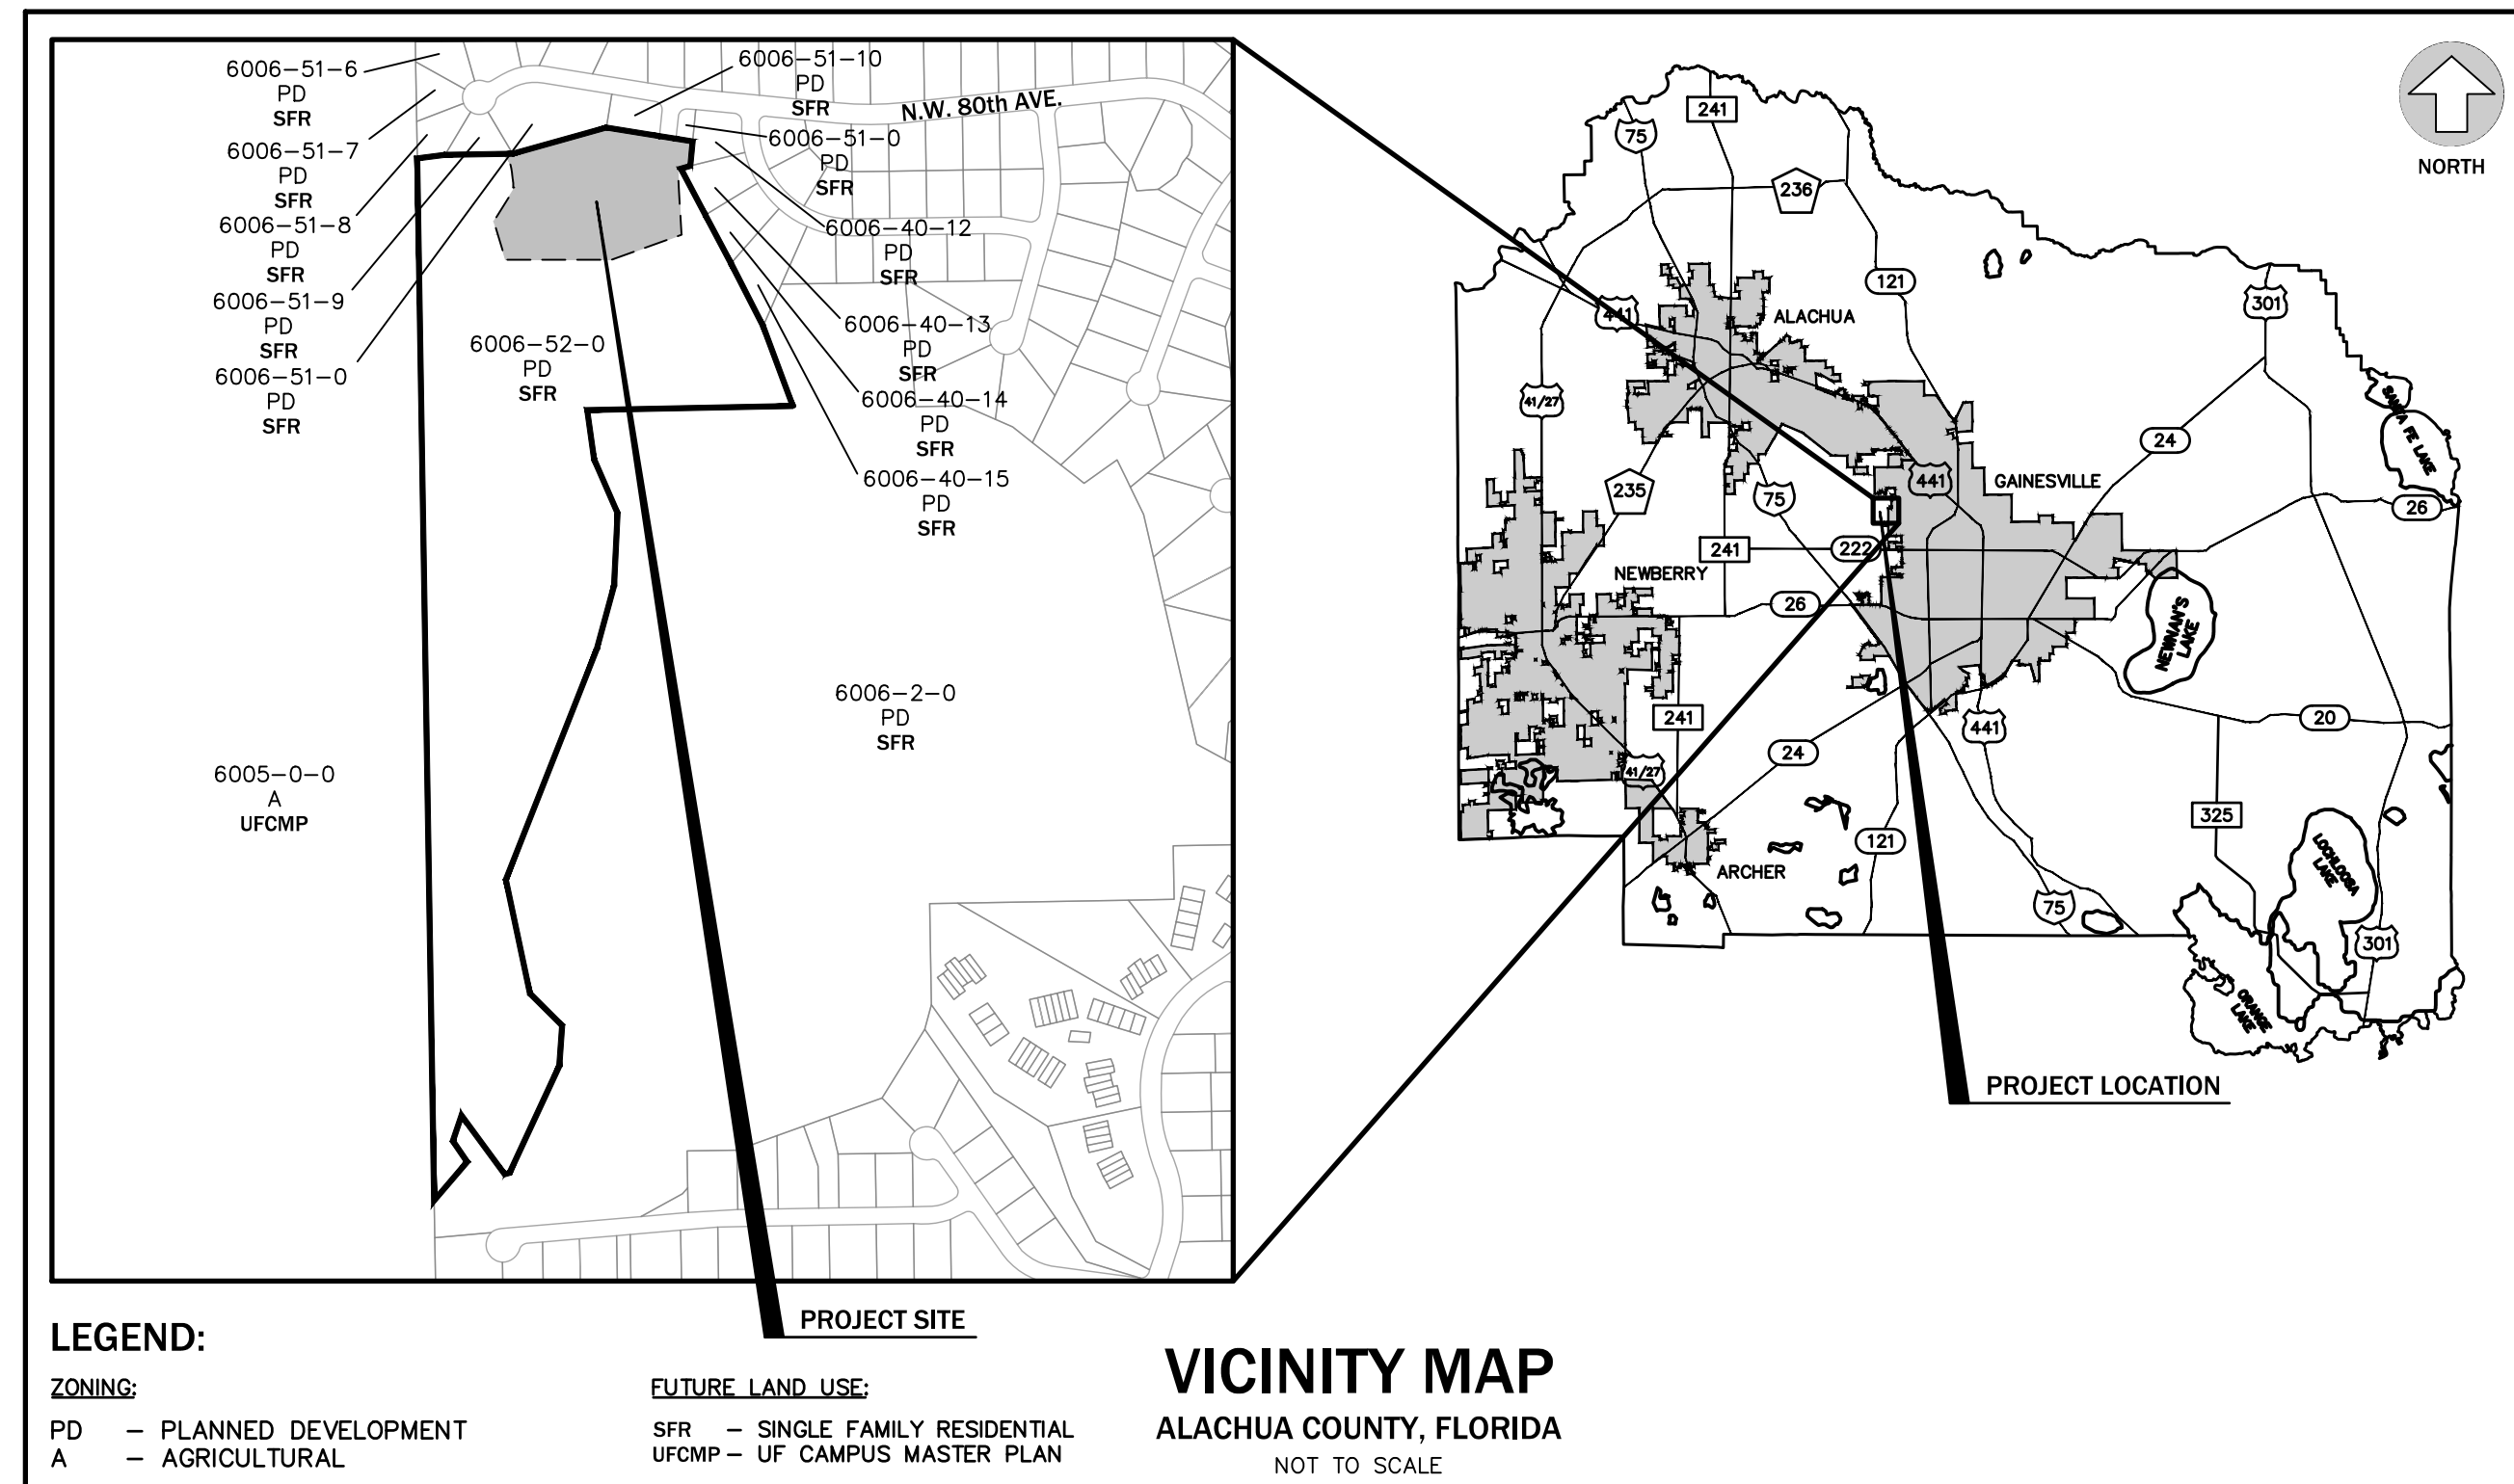 6006-51-6
PD
SFR
6006-51-7
PD
SFR
6006-51-8
PD
SFR
6006-51-9
PD
SFR
6006-51-0
PD
SFR
6006-51-10
PD
SFR
N.W. 80th AVE.
6006-51-0
PD
SFR
6006-40-12
PD
SFR
6006-40-13
PD
SFR
6006-40-14
PD
SFR
6006-40-15
PD
SFR
6006-52-0
PD
SFR
6006-2-0
PD
SFR
6005-0-0
A
UFCMP
PROJECT SITE
NORTH
241
75
236
121
301
441
ALACHUA
41/27
24
SANTA FE LAKE
235
75
441
GAINESVILLE
26
241
222
NEWBERRY
26
NEWNAN'S
LAKE
241
441
20
41/27
24
325
121
LOCHLOOSA
LAKE
ARCHER
75
301
ORANGE
LAKE
PROJECT LOCATION
LEGEND:
ZONING:
PD - PLANNED DEVELOPMENT
A - AGRICULTURAL
FUTURE LAND USE:
SFR - SINGLE FAMILY RESIDENTIAL
UFCMP - UF CAMPUS MASTER PLAN
VICINITY MAP
ALACHUA COUNTY, FLORIDA
NOT TO SCALE